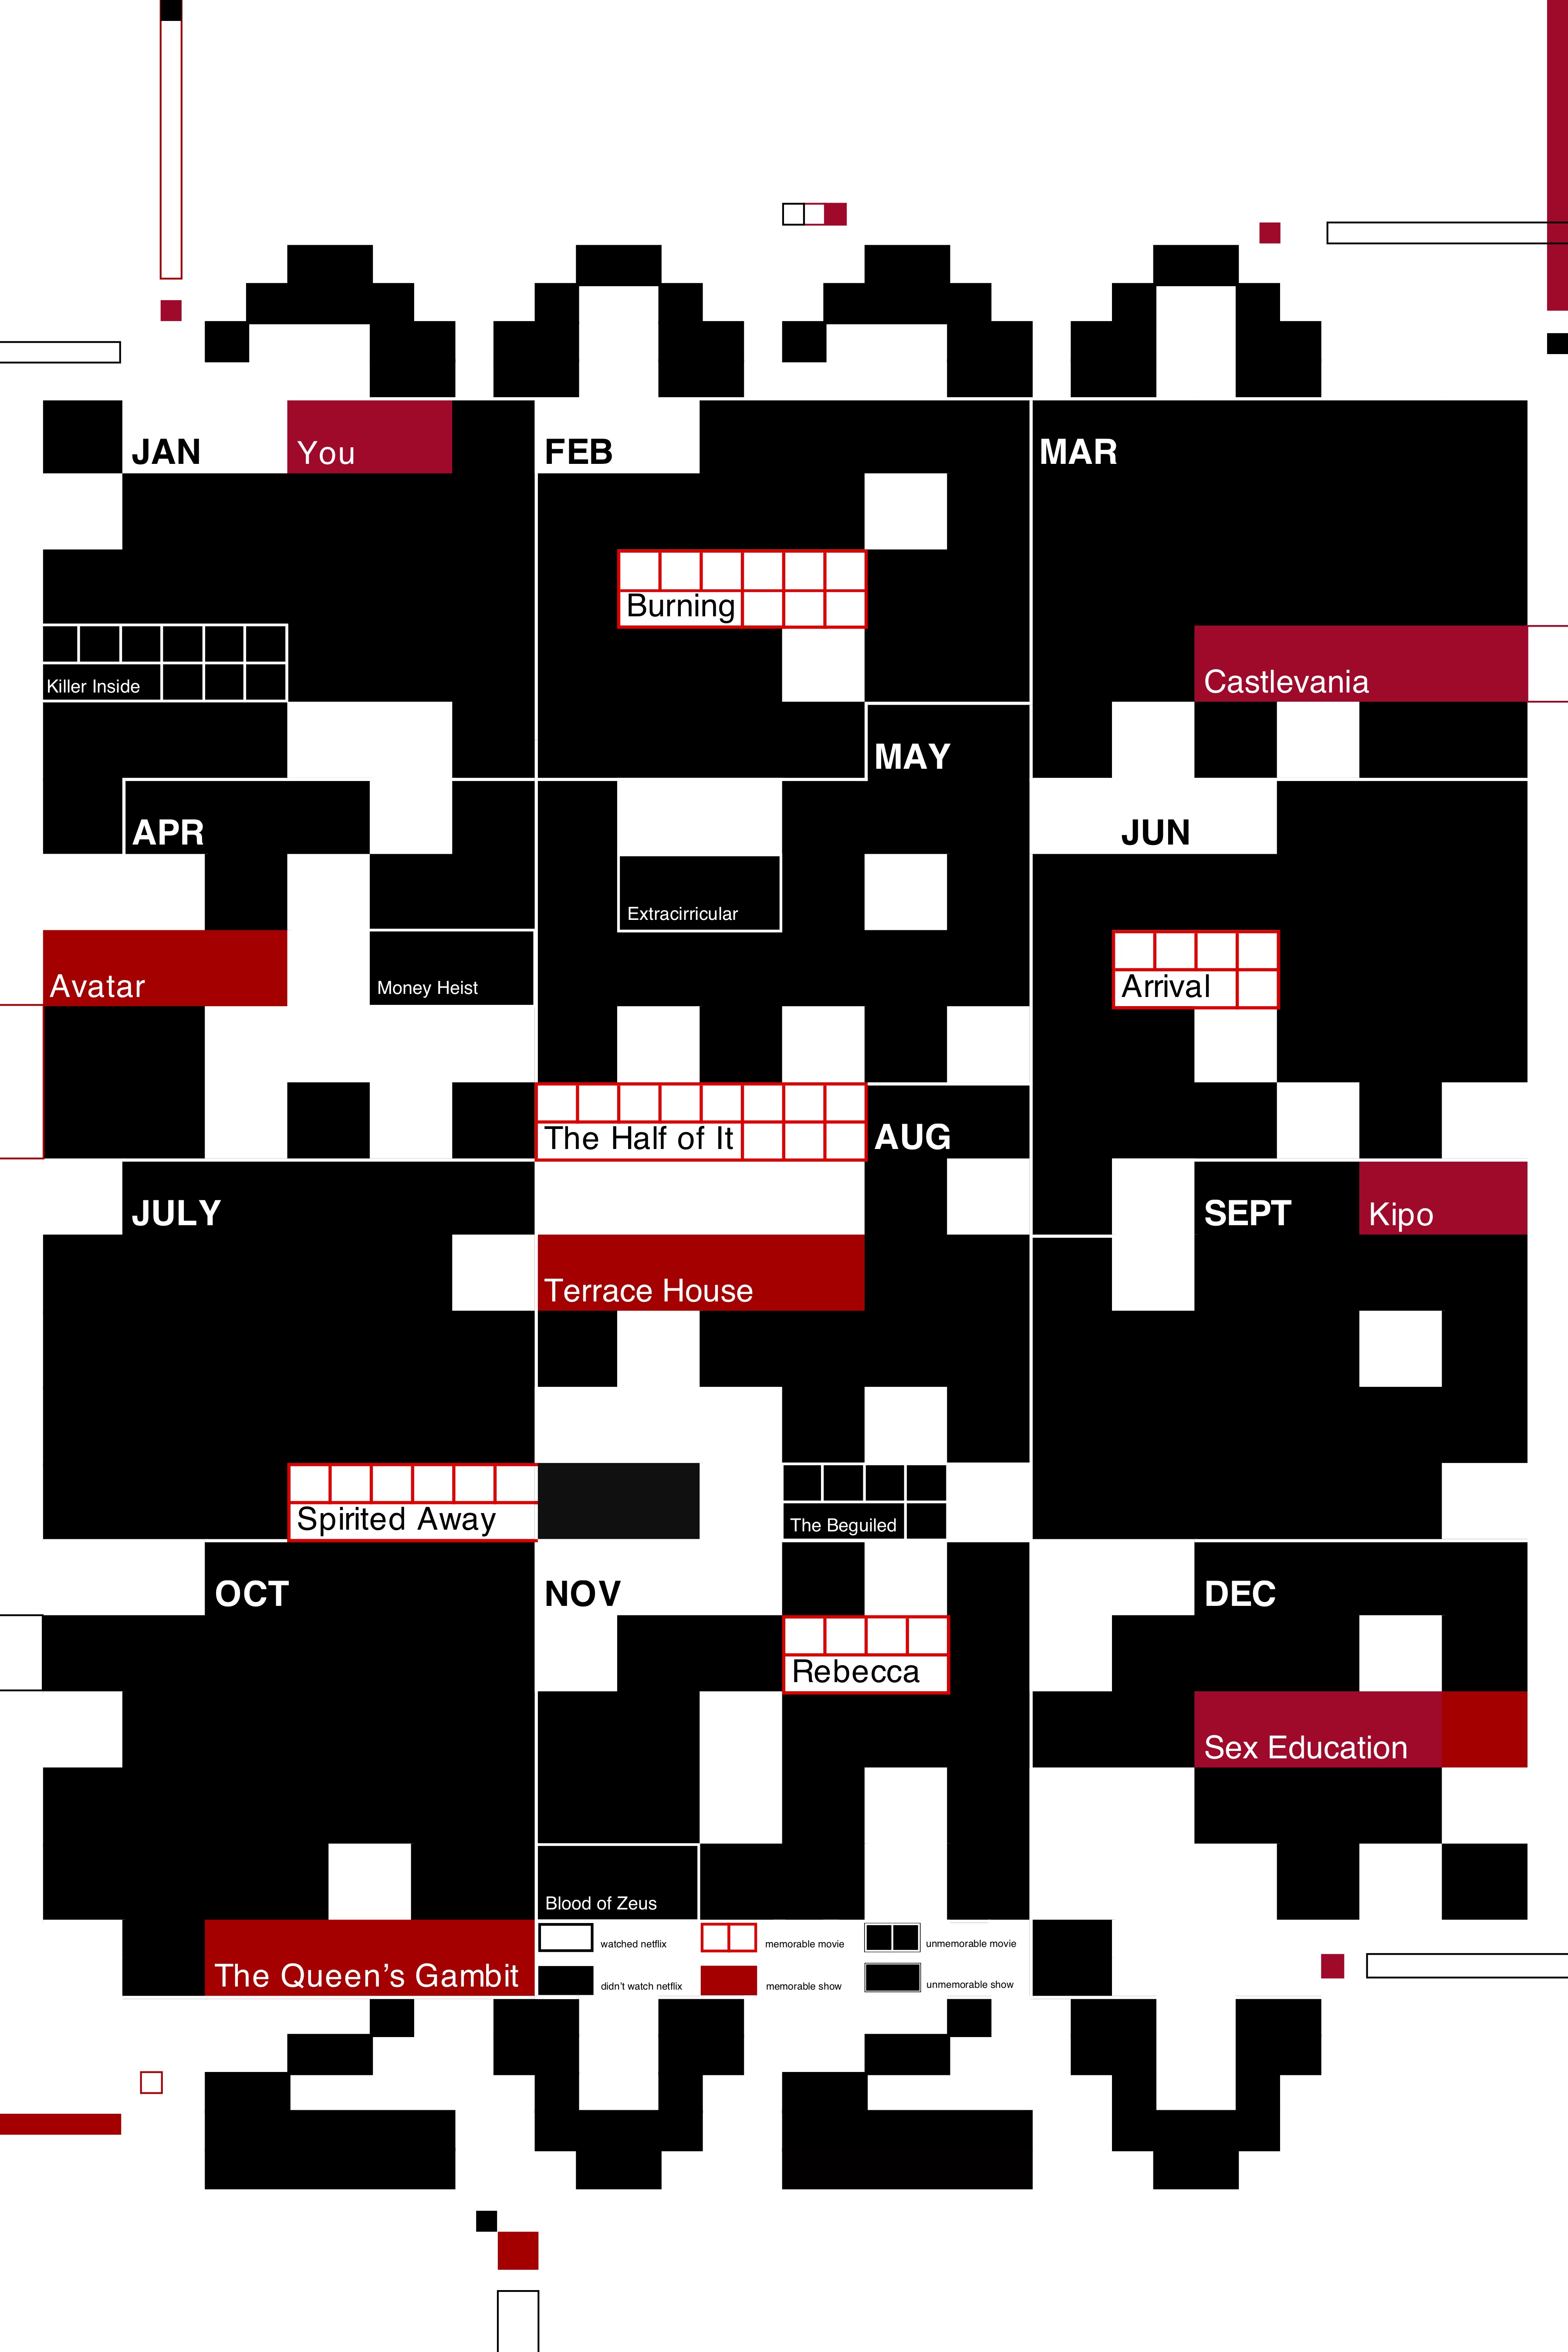 JAN
You
FEB
MAR
Burning
Killer Inside
Castlevania
MAY
APR
JUN
Extracirricular
Avatar
Money Heist
Arrival
The Half of It
AUG
JULY
SEPT
Kipo
Terrace House
Spirited Away
The Beguiled
OCT
NOV
DEC
Rebecca
Sex Education
Blood of Zeus
The Queen’s Gambit
watched netflix
memorable movie
unmemorable movie
didn't watch netflix
memorable show
unmemorable show